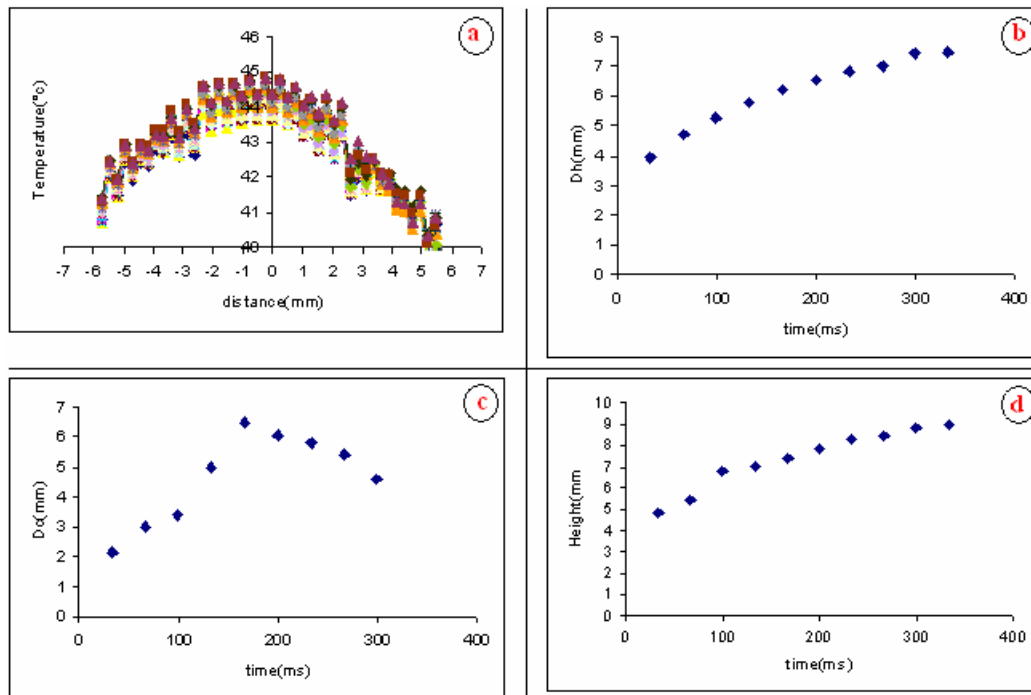 a
46
45
44
43
42
41
40
Temperature(°c)
-7 -6 -5 -4 -3 -2 -1 0 1 2 3 4 5 6 7
distance(mm)
b
8
7
6
5
4
3
2
1
0
Dh(mm)
0 100 200 300 400
time(ms)
c
7
6
5
4
3
2
1
0
Dc(mm)
0 100 200 300 400
time(ms)
d
10
9
8
7
6
5
4
3
2
1
0
Height(mm
0 100 200 300 400
time(ms)